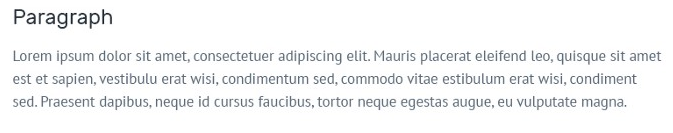 Paragraph
Lorem ipsum dolor sit amet, consectetuer adipiscing elit. Mauris placerat eleifend leo, quisque sit amet
est et sapien, vestibulu erat wisi, condimentum sed, commodo vitae estibulum erat wisi, condiment
sed. Praesent dapibus, neque id cursus faucibus, tortor neque egestas augue, eu vulputate magna.